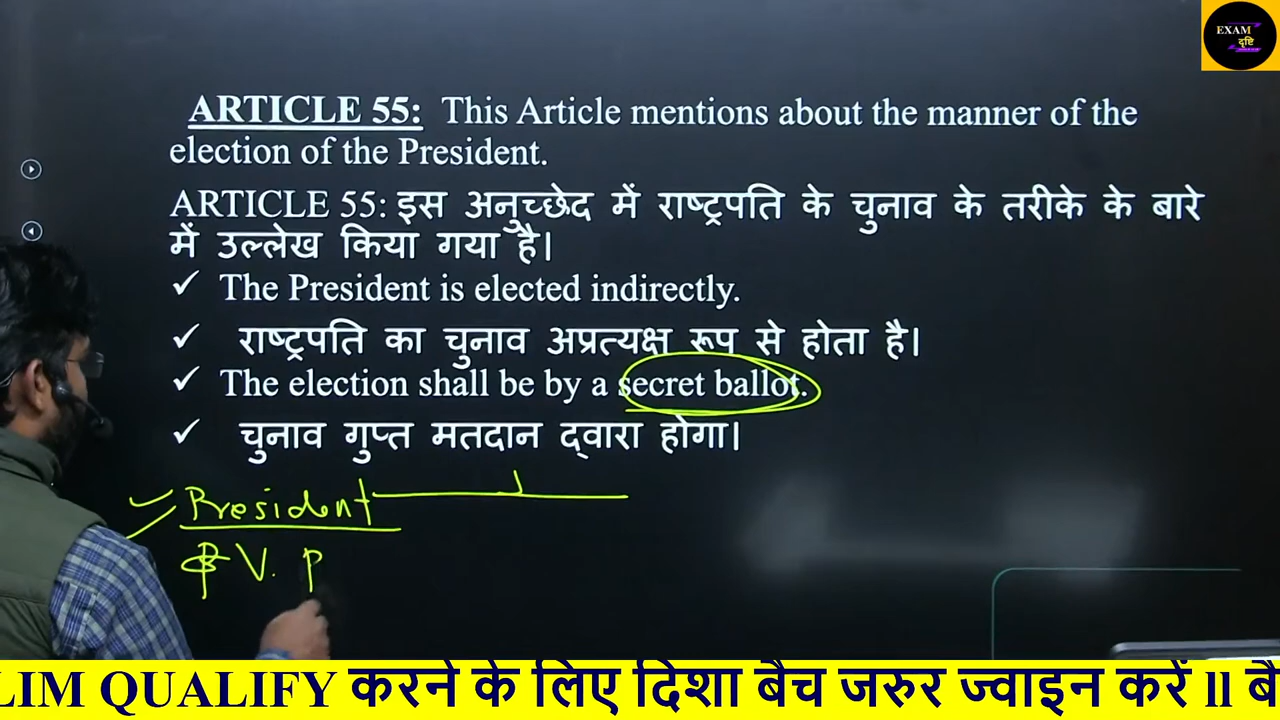 EXAM
दृष्टि
ARTICLE 55: This Article mentions about the manner of the
election of the President.
ARTICLE 55: इस अनुच्छेद में राष्ट्रपति के चुनाव के तरीके के बारे
में उल्लेख किया गया है।
✓ The President is elected indirectly.
✓ राष्ट्रपति का चुनाव अप्रत्यक्ष रूप से होता है।
✓ The election shall be by a secret ballot.
✓ चुनाव गुप्त मतदान द्वारा होगा।
President
V. P
LIM QUALIFY करने के लिए दिशा बैच जरुर ज्वाइन करें ll बै